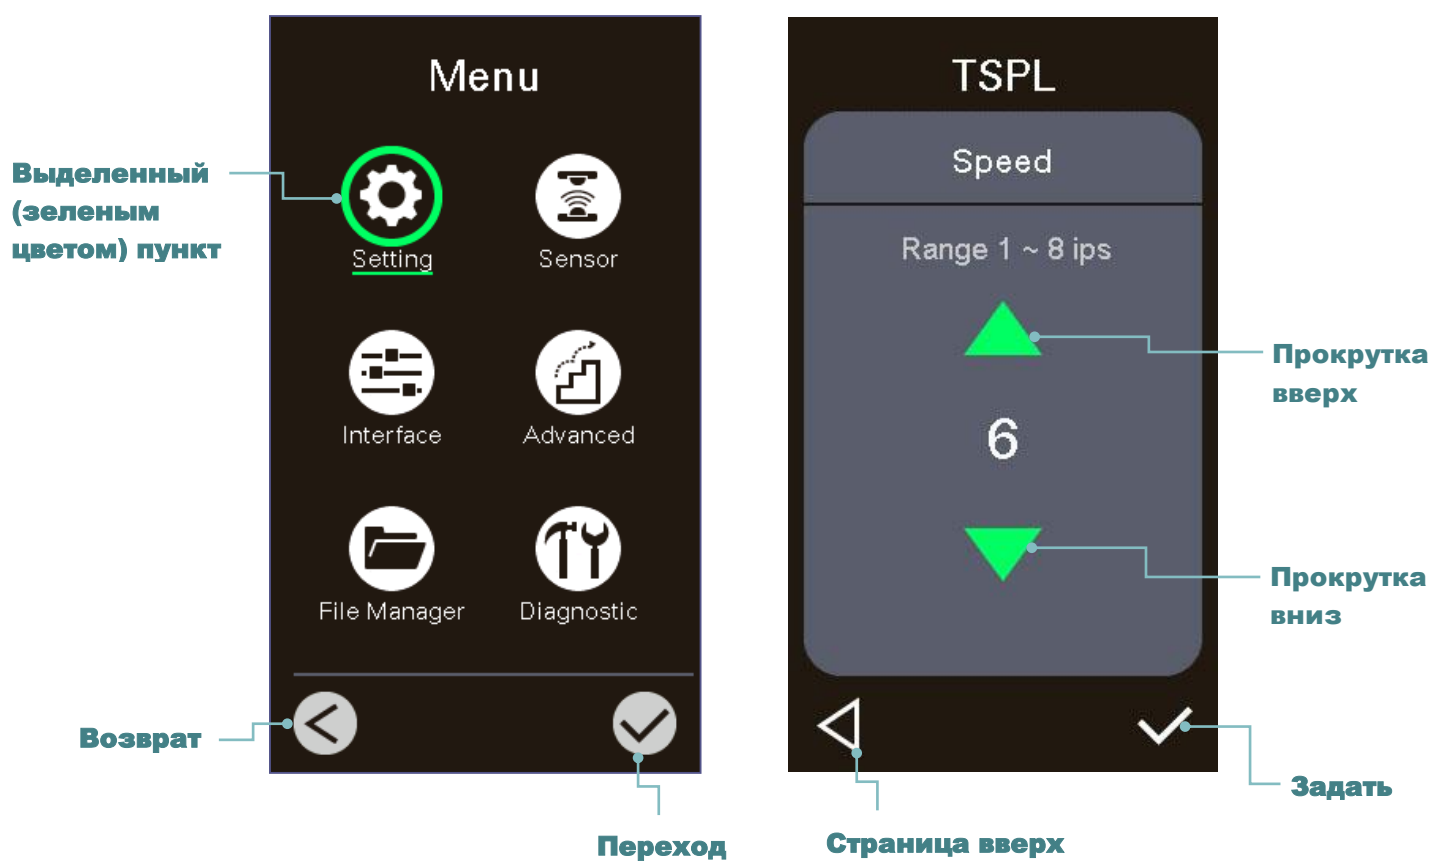 Menu
Выделенный
(зеленым
цветом) пункт
Setting
Sensor
Interface
Advanced
File Manager
Diagnostic
Возврат
Переход
TSPL
Speed
Range 1 ~ 8 ips
Прокрутка
вверх
6
Прокрутка
вниз
Задать
Страница вверх